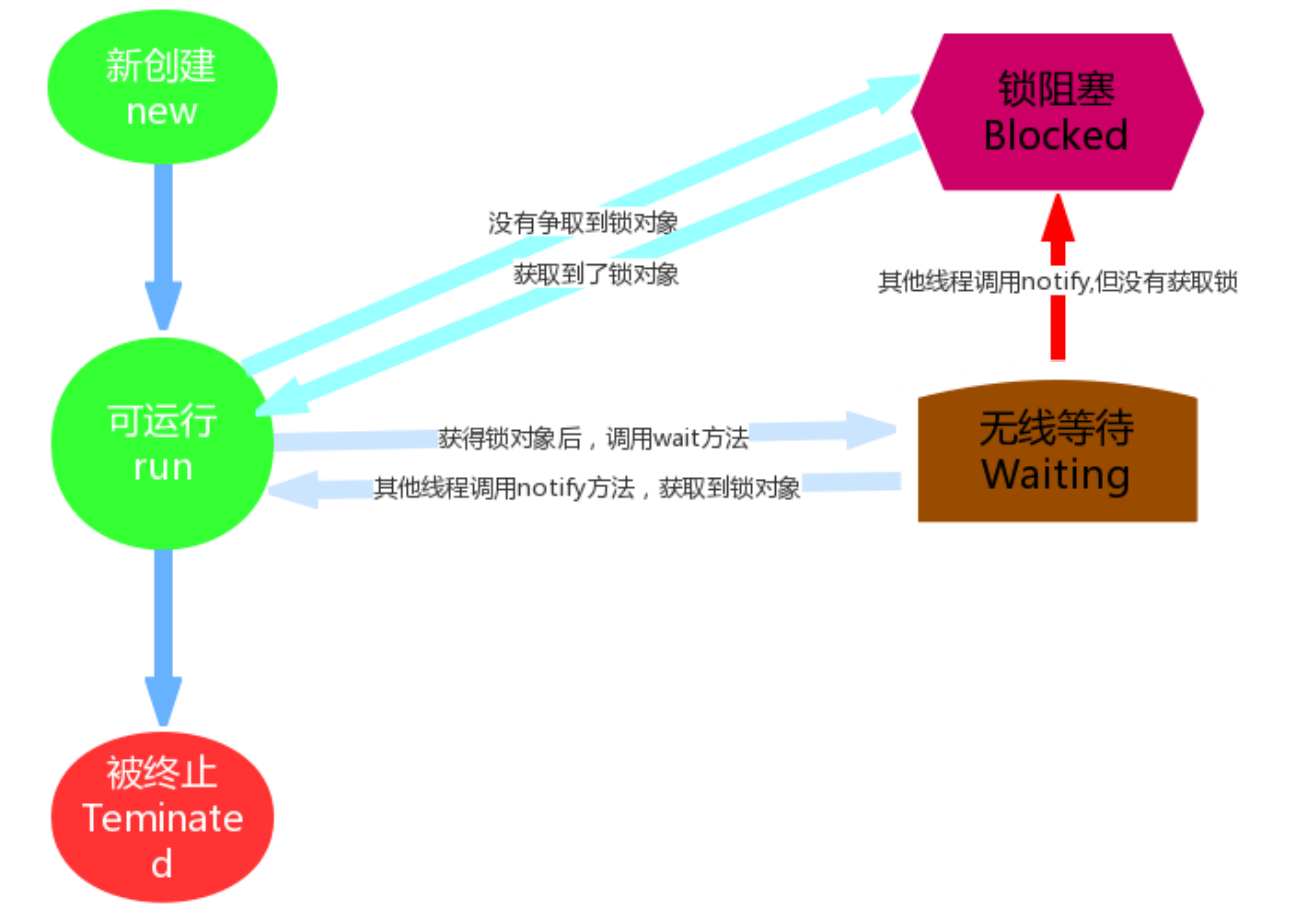 新创建
new
锁阻塞
Blocked
没有争取到锁对象
获取到了锁对象
其他线程调用notify,但没有获取锁
可运行
run
获得锁对象后，调用wait方法
其他线程调用notify方法，获取到锁对象
无线等待
Waiting
被终止
Teminate
d